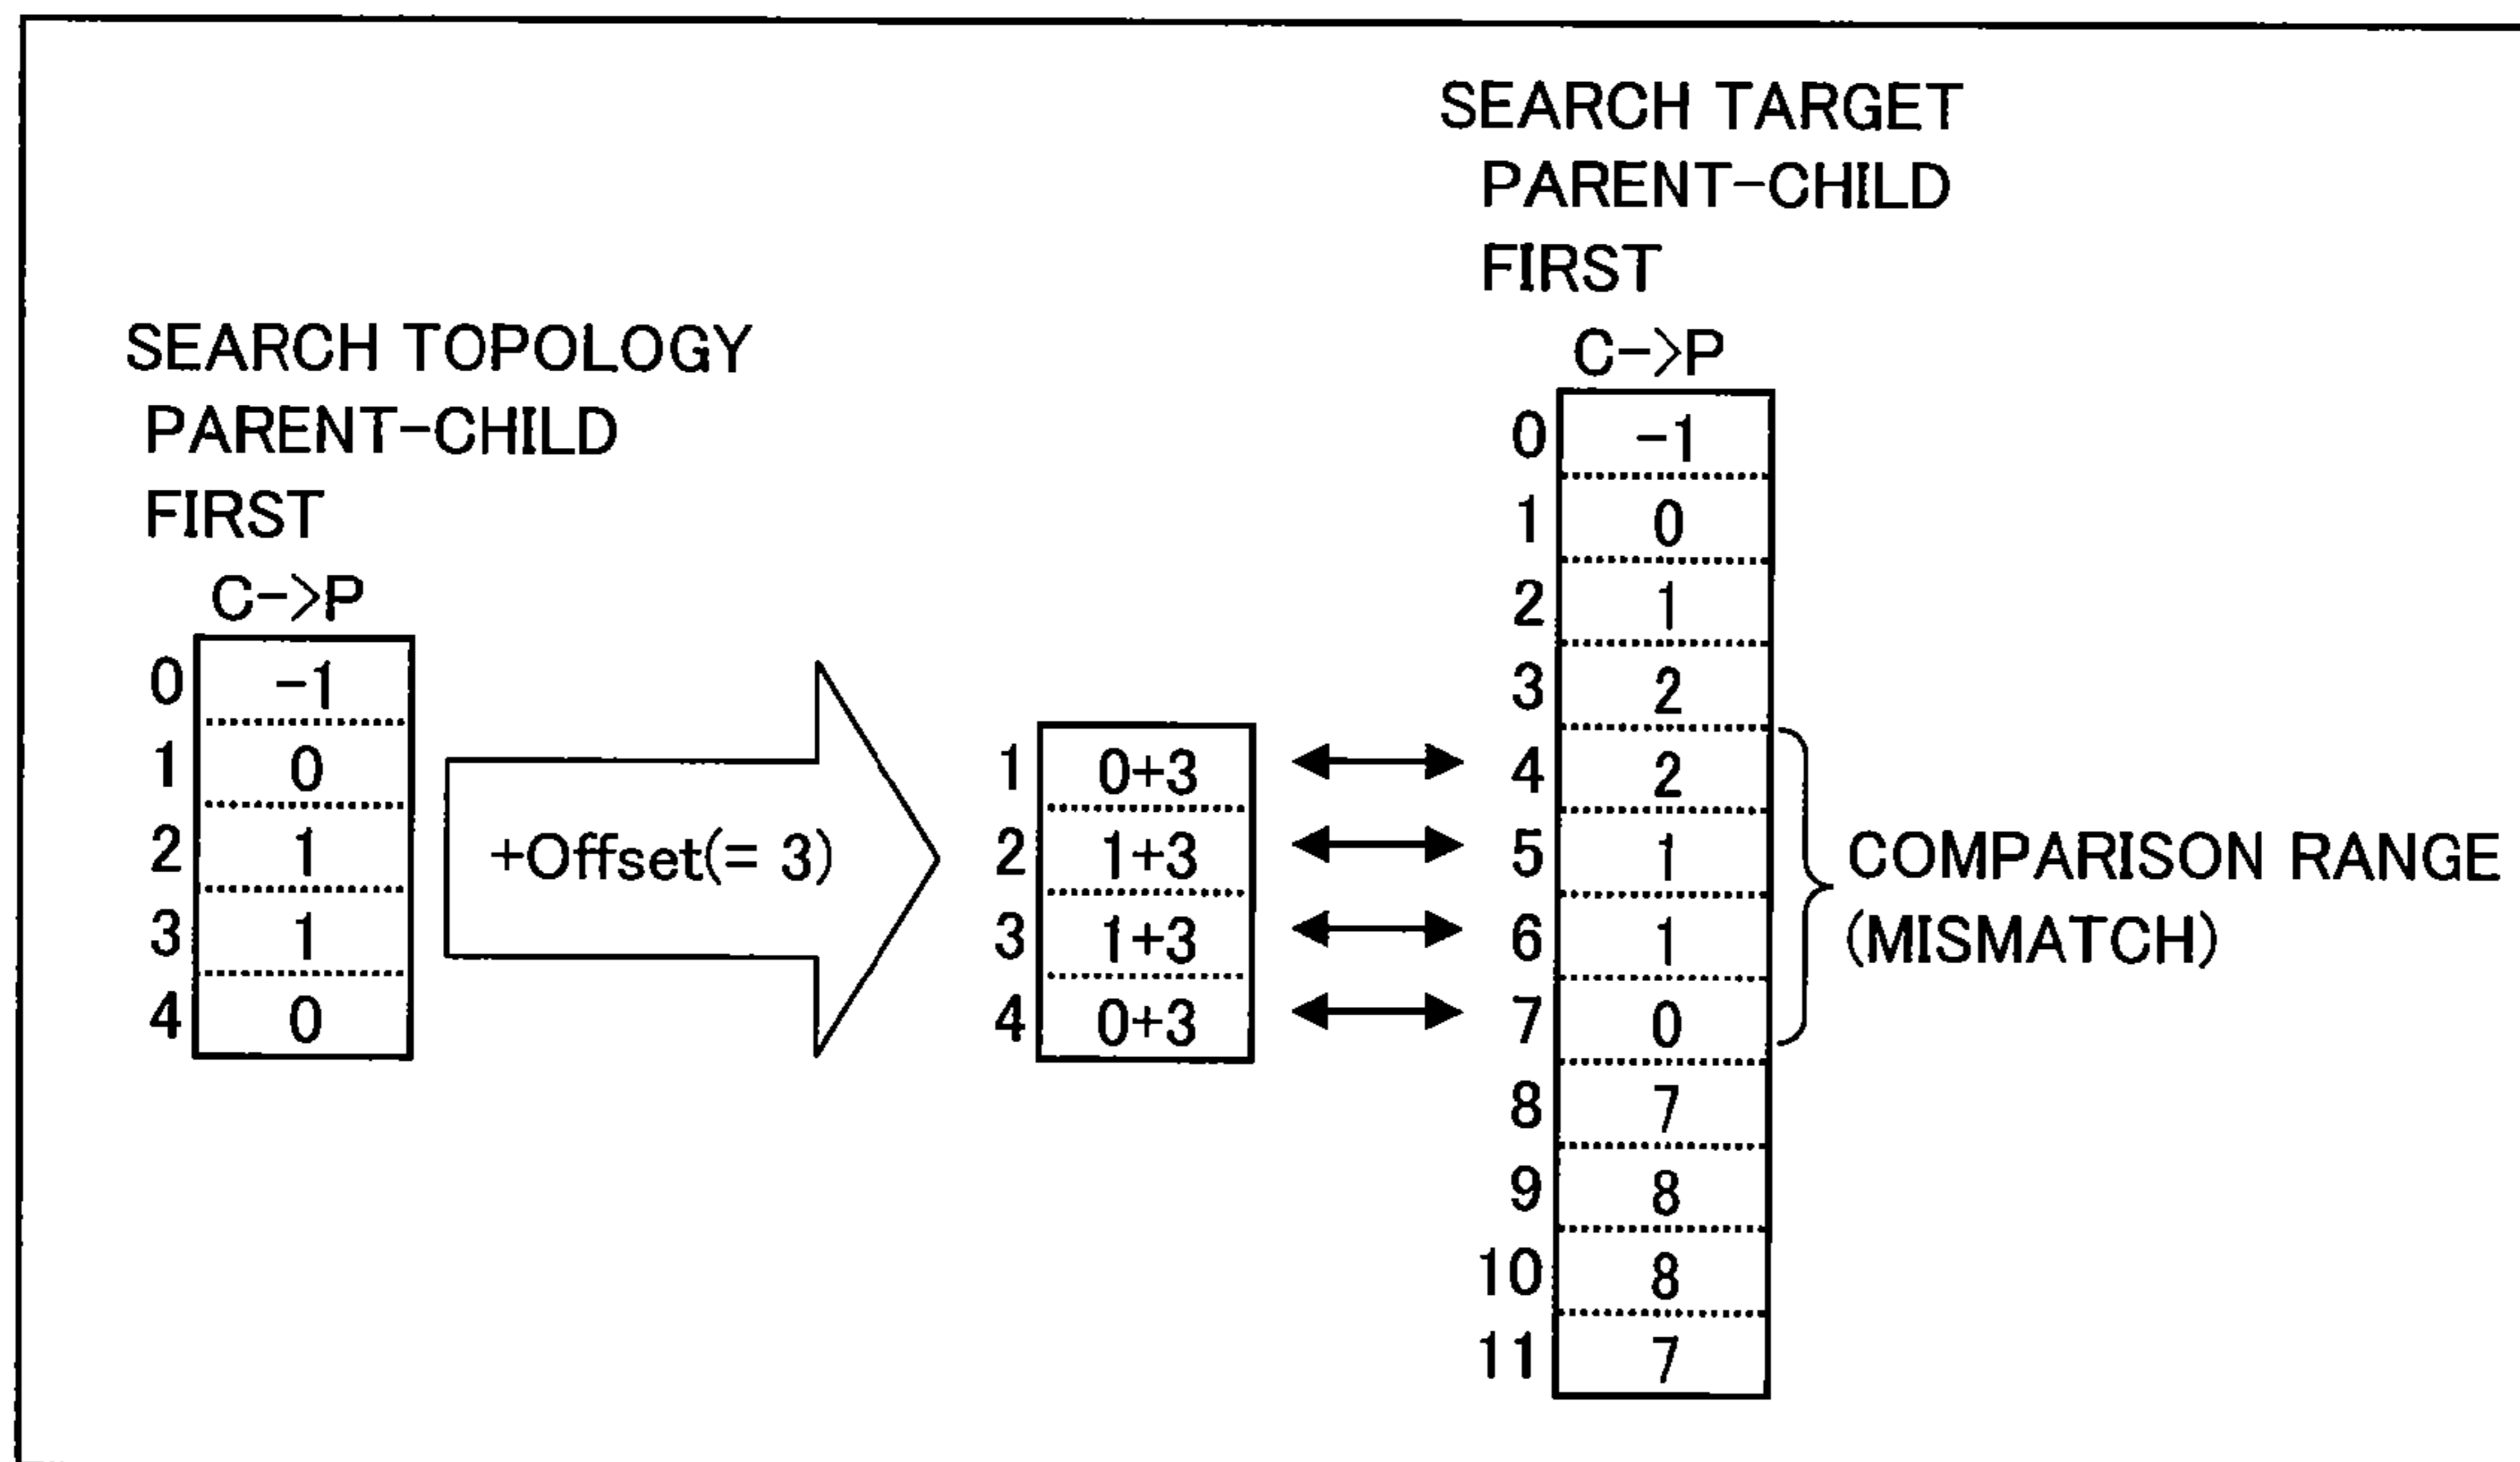 SEARCH TOPOLOGY
PARENT-CHILD
FIRST
C->P
0 -1
1 0
2 1
3 1
4 0
+Offset(= 3)
1 0+3
2 1+3
3 1+3
4 0+3
SEARCH TARGET
PARENT-CHILD
FIRST
C->P
0 -1
1 0
2 1
3 2
4 2
5 1
6 1
7 0
8 7
9 8
10 8
11 7
COMPARISON RANGE
(MISMATCH)